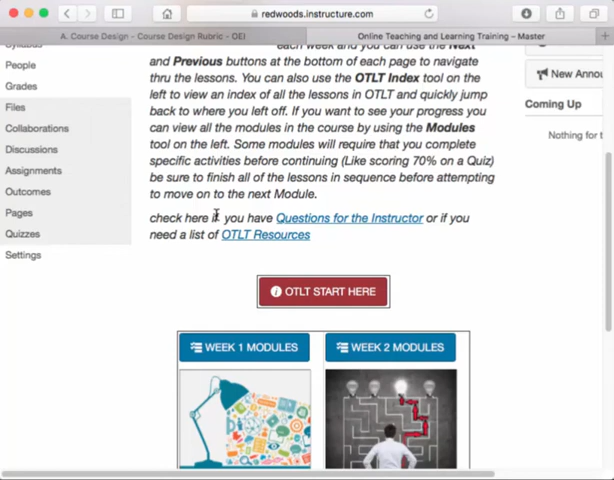 redwoods.instructure.com
A. Course Design - Course Design Rubric - OEI
Online Teaching and Learning Training – Master
People
Grades
Files
Collaborations
Discussions
Assignments
Outcomes
Pages
Quizzes
Settings
each week and you can use the Next
and Previous buttons at the bottom of each page to navigate
thru the lessons. You can also use the OTLT Index tool on the
left to view an index of all the lessons in OTLT and quickly jump
back to where you left off. If you want to see your progress you
can view all the modules in the course by using the Modules
tool on the left. Some modules will require that you complete
specific activities before continuing (Like scoring 70% on a Quiz)
be sure to finish all of the lessons in sequence before attempting
to move on to the next Module.
check here if you have Questions for the Instructor or if you
need a list of OTLT Resources
OTLT START HERE
WEEK 1 MODULES
WEEK 2 MODULES
New Annou
Coming Up
Nothing for t